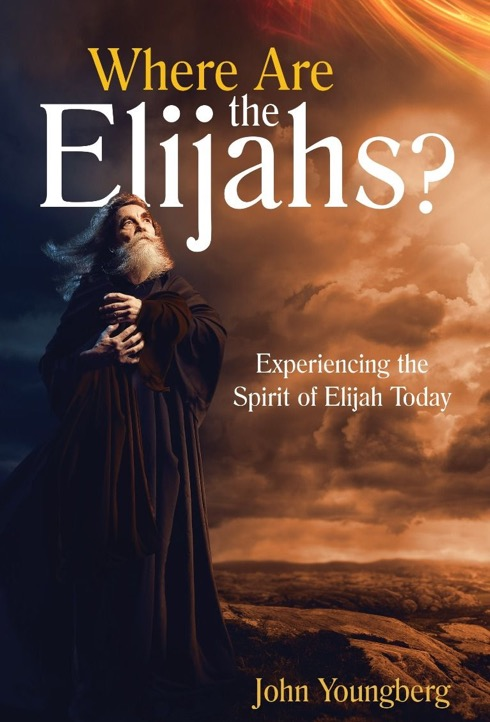 Where Are
the
Elijahs?
Experiencing the
Spirit of Elijah Today
John Youngberg